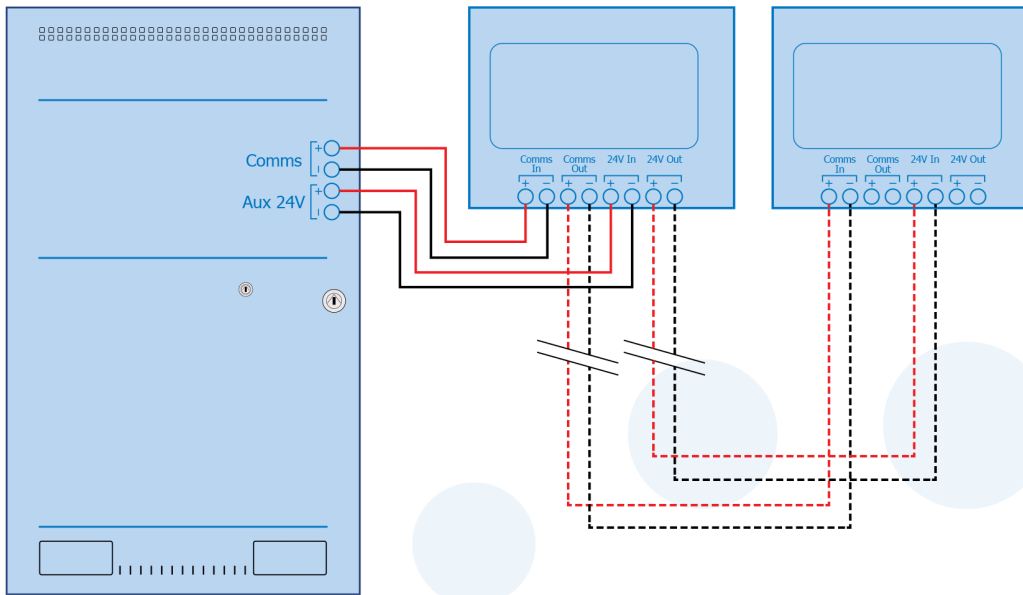 Comms
+
−
Aux 24V
+
−
Comms In
Comms Out
24V In
24V Out
+ − + − + − + −
Comms In
Comms Out
24V In
24V Out
+ − + − + − + −